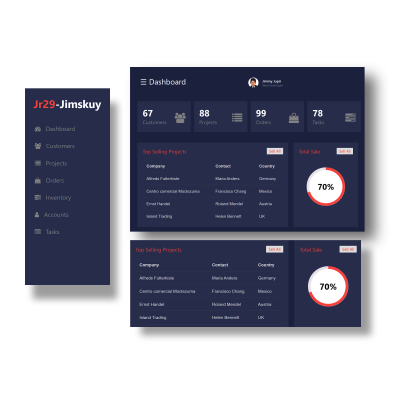 Jr29-Jimskuy
Dashboard
Customers
Projects
Orders
Inventory
Accounts
Tasks
☰ Dashboard
Jimmy Jupri
67
Customers
88
Projects
99
Orders
78
Tasks
Top Selling Projects
See All
Company Contact Country
Alfreds Futterkiste Maria Anders Germany
Centro comercial Moctezuma Francisco Chang Mexico
Ernst Handel Roland Mendel Austria
Island Trading Helen Bennett UK
Total Sale
See All
70%
Top Selling Projects
See All
Company Contact Country
Alfreds Futterkiste Maria Anders Germany
Centro comercial Moctezuma Francisco Chang Mexico
Ernst Handel Roland Mendel Austria
Island Trading Helen Bennett UK
Total Sale
See All
70%